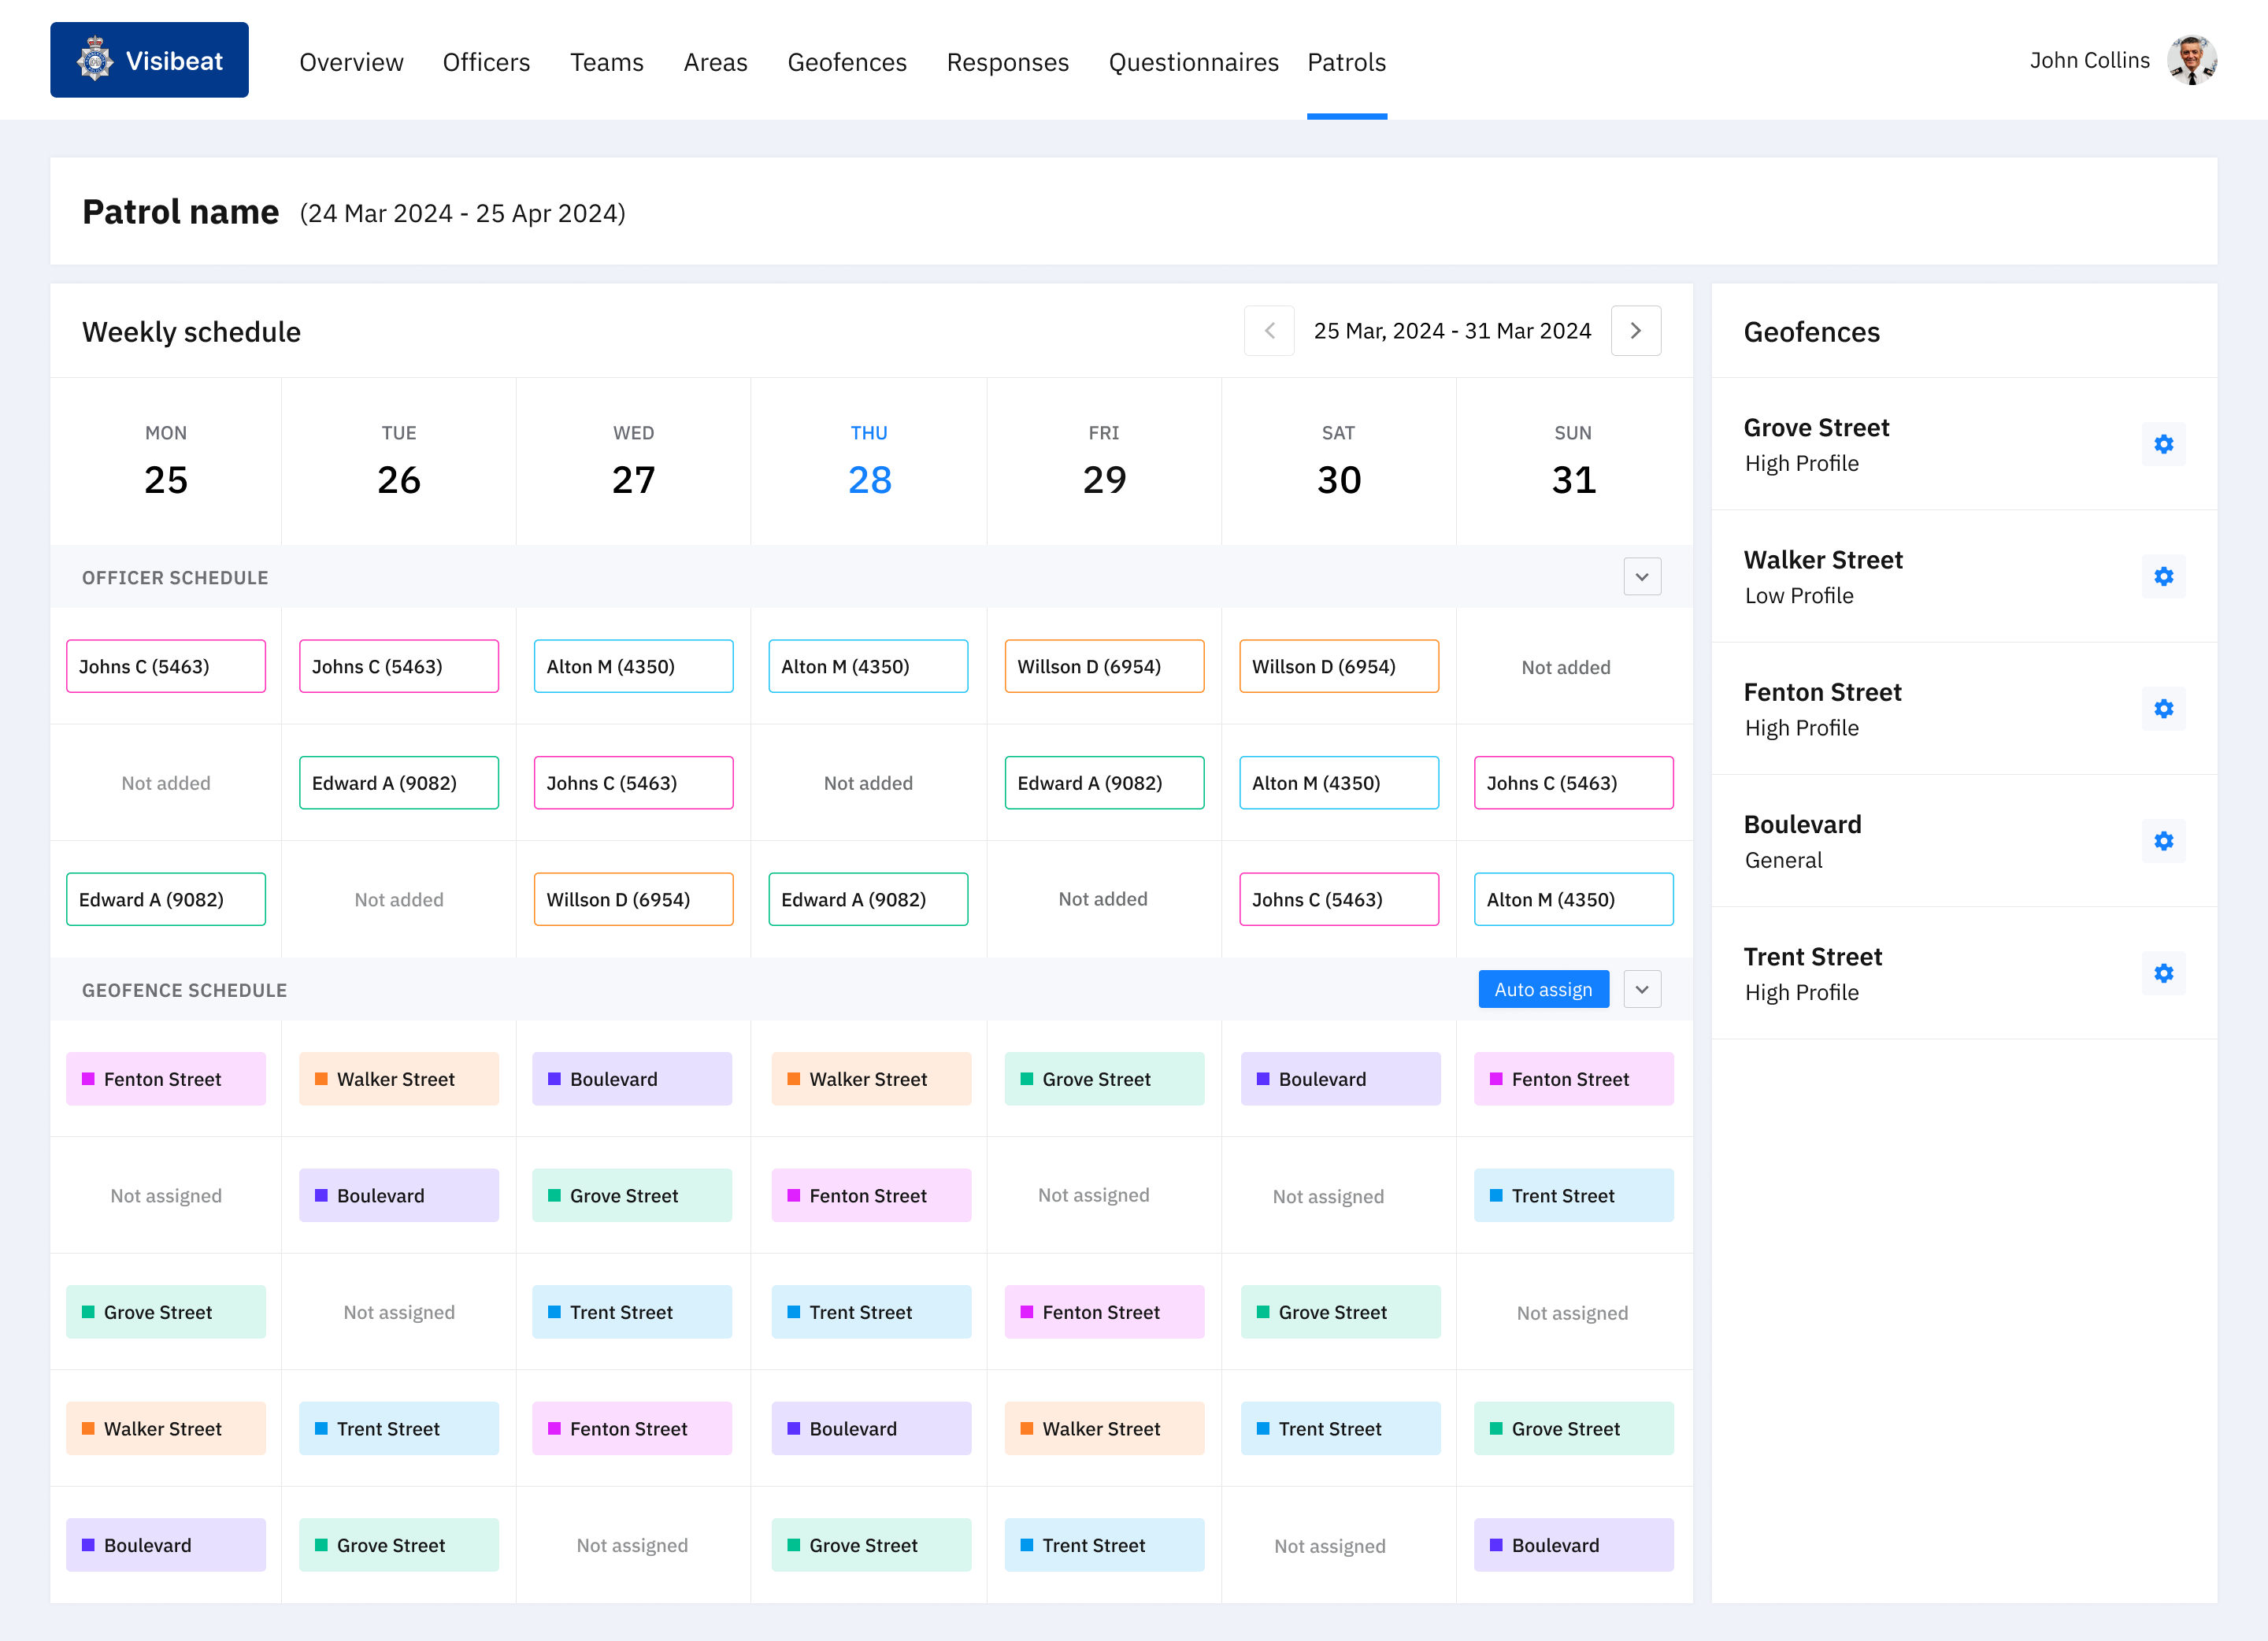 Visibeat
Overview Officers Teams Areas Geofences Responses Questionnaires Patrols
John Collins
Patrol name (24 Mar 2024 - 25 Apr 2024)
Weekly schedule
25 Mar, 2024 - 31 Mar 2024
MON TUE WED THU FRI SAT SUN
25 26 27 28 29 30 31
OFFICER SCHEDULE
Johns C (5463) Johns C (5463) Alton M (4350) Alton M (4350) Willson D (6954) Willson D (6954) Not added
Not added Edward A (9082) Johns C (5463) Not added Edward A (9082) Alton M (4350) Johns C (5463)
Edward A (9082) Not added Willson D (6954) Edward A (9082) Not added Johns C (5463) Alton M (4350)
GEOFENCE SCHEDULE
Auto assign
Fenton Street Walker Street Boulevard Walker Street Grove Street Boulevard Fenton Street
Not assigned Boulevard Grove Street Fenton Street Not assigned Not assigned Trent Street
Grove Street Not assigned Trent Street Trent Street Fenton Street Grove Street Not assigned
Walker Street Trent Street Fenton Street Boulevard Walker Street Trent Street Grove Street
Boulevard Grove Street Not assigned Grove Street Trent Street Not assigned Boulevard
Geofences
Grove Street
High Profile
Walker Street
Low Profile
Fenton Street
High Profile
Boulevard
General
Trent Street
High Profile